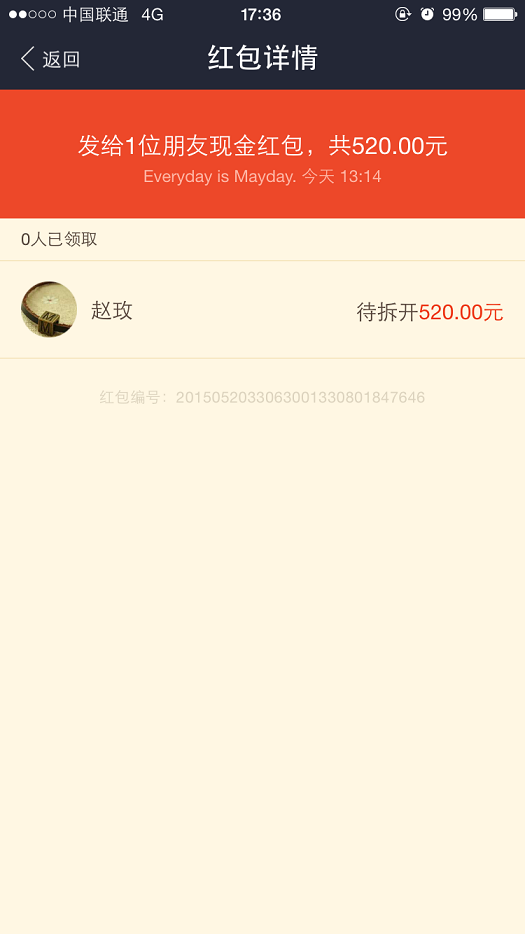 中国联通 4G 17:36 99%
返回 红包详情
发给1位朋友现金红包，共520.00元
Everyday is Mayday. 今天 13:14
0人已领取
赵玫 待拆开520.00元
红包编号：20150520330630013308018476​46